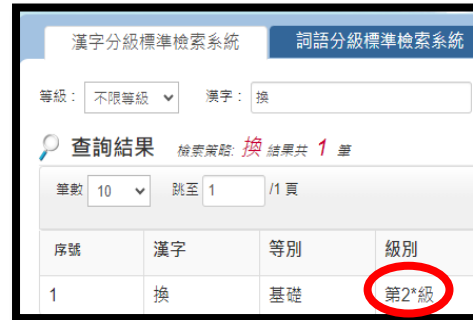 漢字分級標準檢索系統 詞語分級標準檢索系統
等級： 不限等級 漢字： 換
查詢結果 檢索策略: 換 結果共 1 筆
筆數 10 跳至 1 /1 頁
序號 漢字 等別 級別
1 換 基礎 第2*級